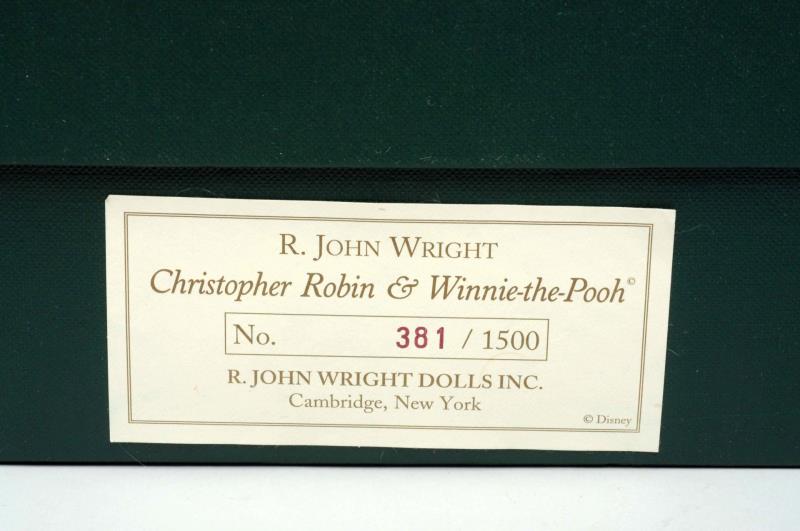 R. JOHN WRIGHT
Christopher Robin & Winnie-the-Pooh©
No. 381 / 1500
R. JOHN WRIGHT DOLLS INC.
Cambridge, New York
© Disney